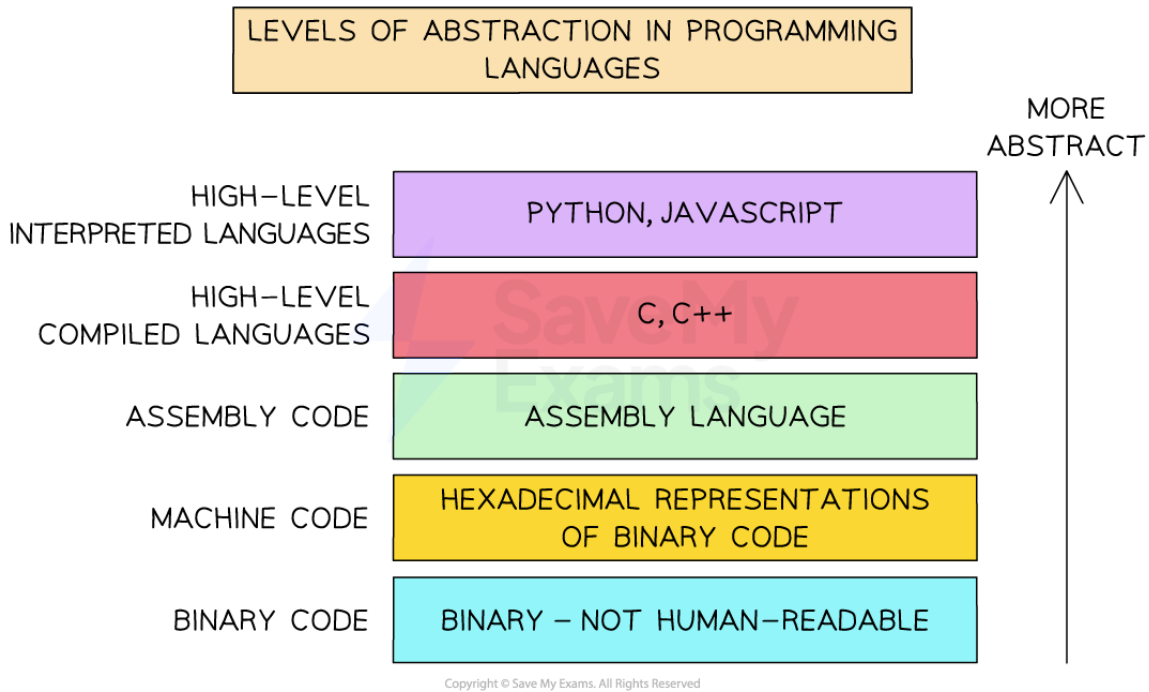 LEVELS OF ABSTRACTION IN PROGRAMMING
LANGUAGES
MORE
ABSTRACT
HIGH-LEVEL
INTERPRETED LANGUAGES
PYTHON, JAVASCRIPT
HIGH-LEVEL
COMPILED LANGUAGES
C, C++
SaveMy
Exams
ASSEMBLY CODE
ASSEMBLY LANGUAGE
MACHINE CODE
HEXADECIMAL REPRESENTATIONS
OF BINARY CODE
BINARY CODE
BINARY – NOT HUMAN-READABLE
Copyright © Save My Exams. All Rights Reserved